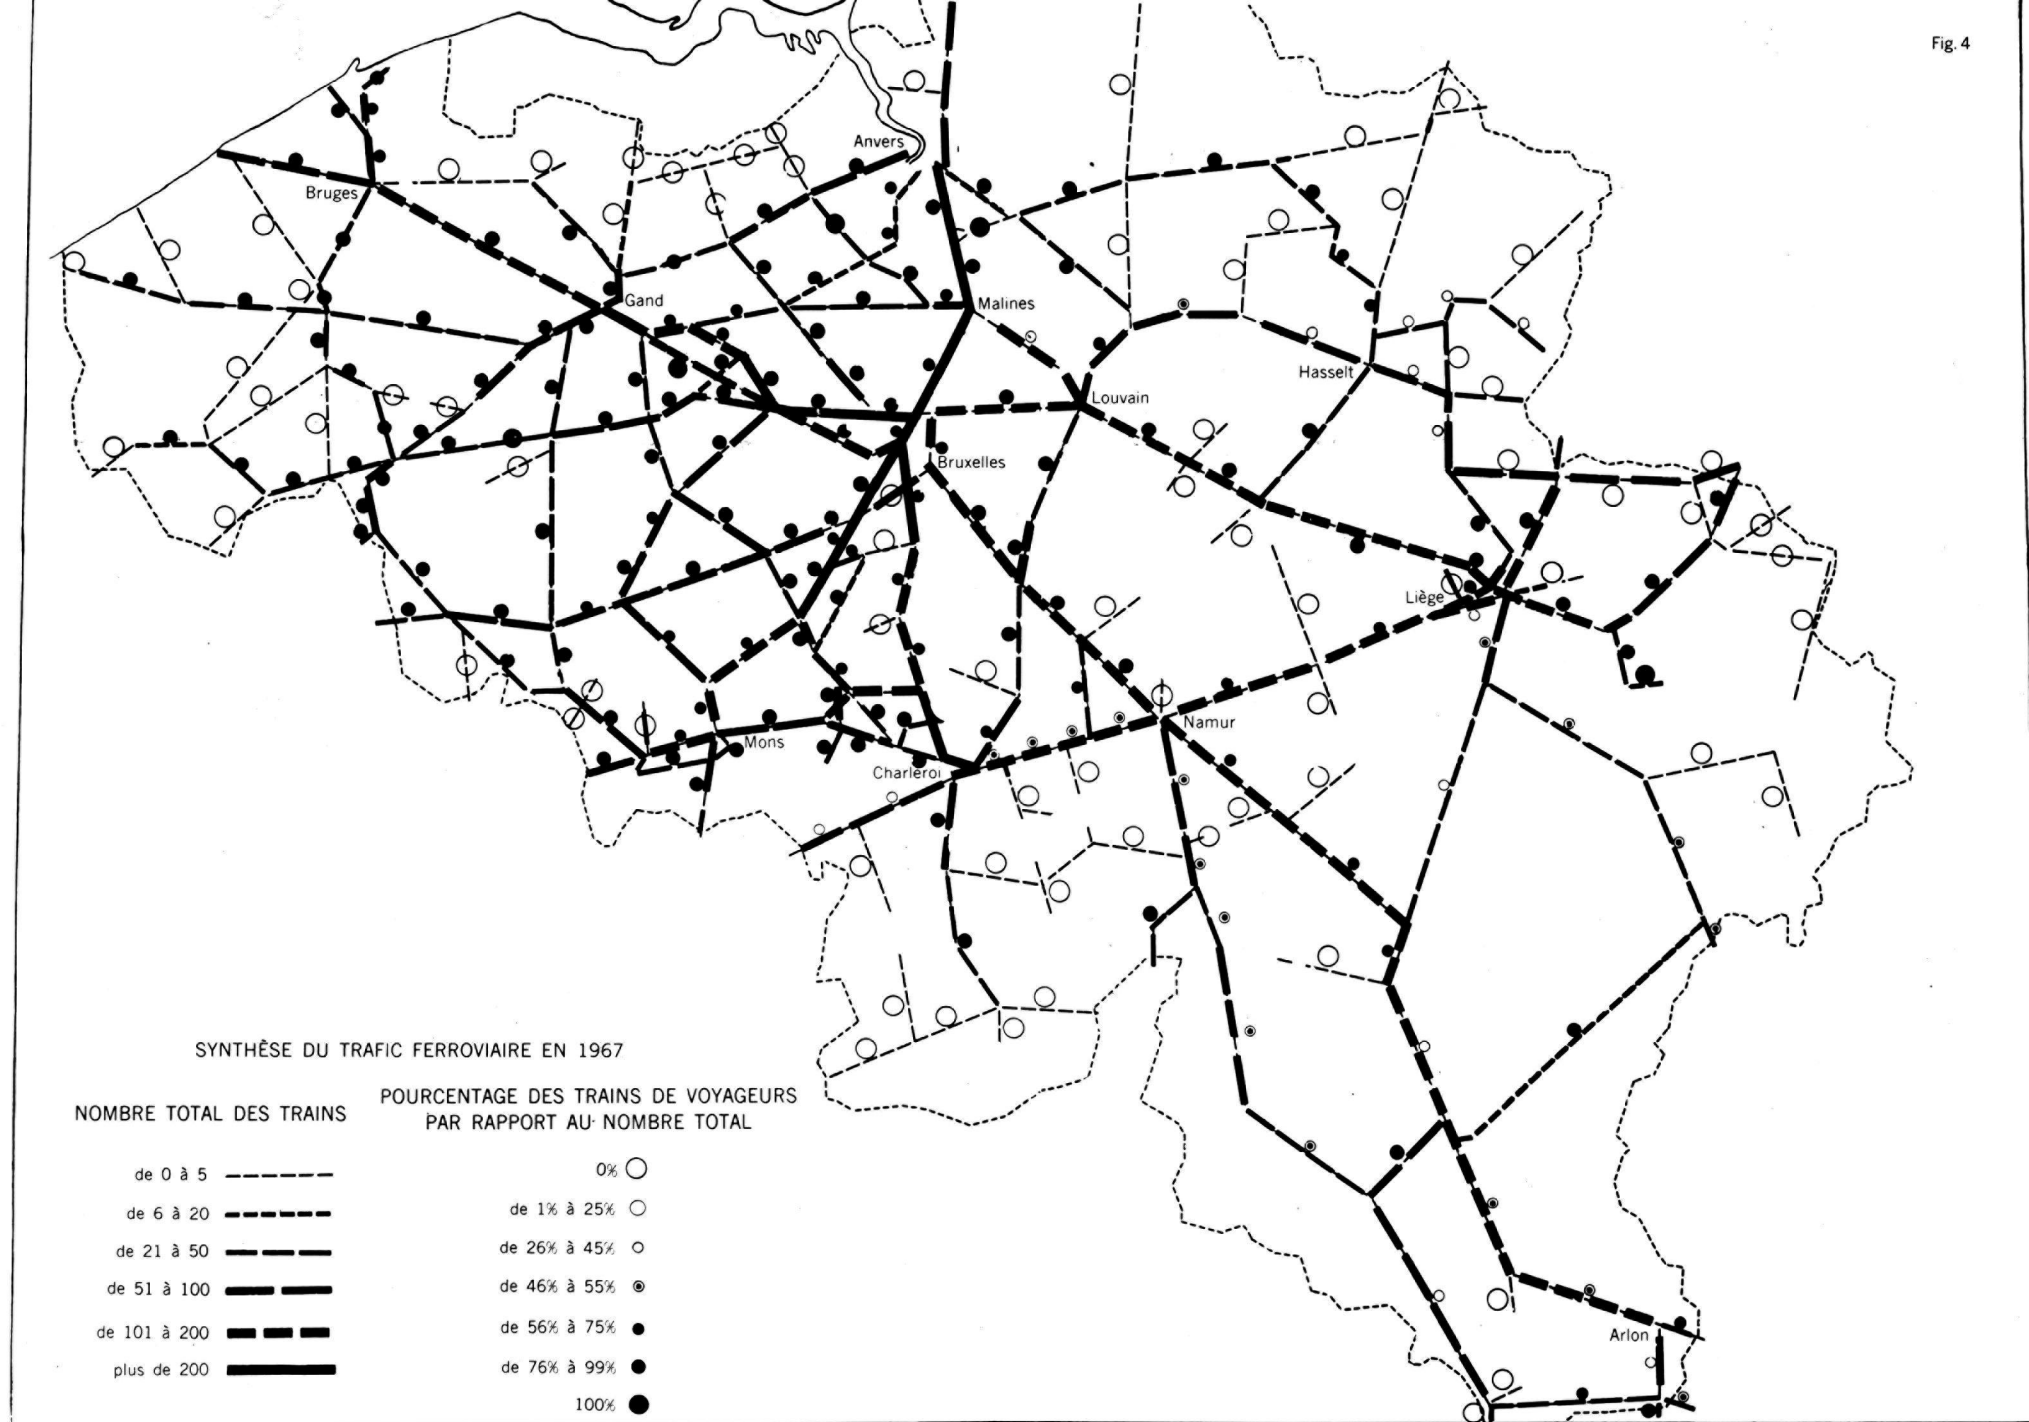 Fig. 4
Anvers
Bruges
Gand
Malines
Hasselt
Louvain
Bruxelles
Liège
Namur
Mons
Charleroi
Arlon
SYNTHÈSE DU TRAFIC FERROVIAIRE EN 1967
NOMBRE TOTAL DES TRAINS
de 0 à 5
de 6 à 20
de 21 à 50
de 51 à 100
de 101 à 200
plus de 200
POURCENTAGE DES TRAINS DE VOYAGEURS
PAR RAPPORT AU NOMBRE TOTAL
0%
de 1% à 25%
de 26% à 45%
de 46% à 55%
de 56% à 75%
de 76% à 99%
100%